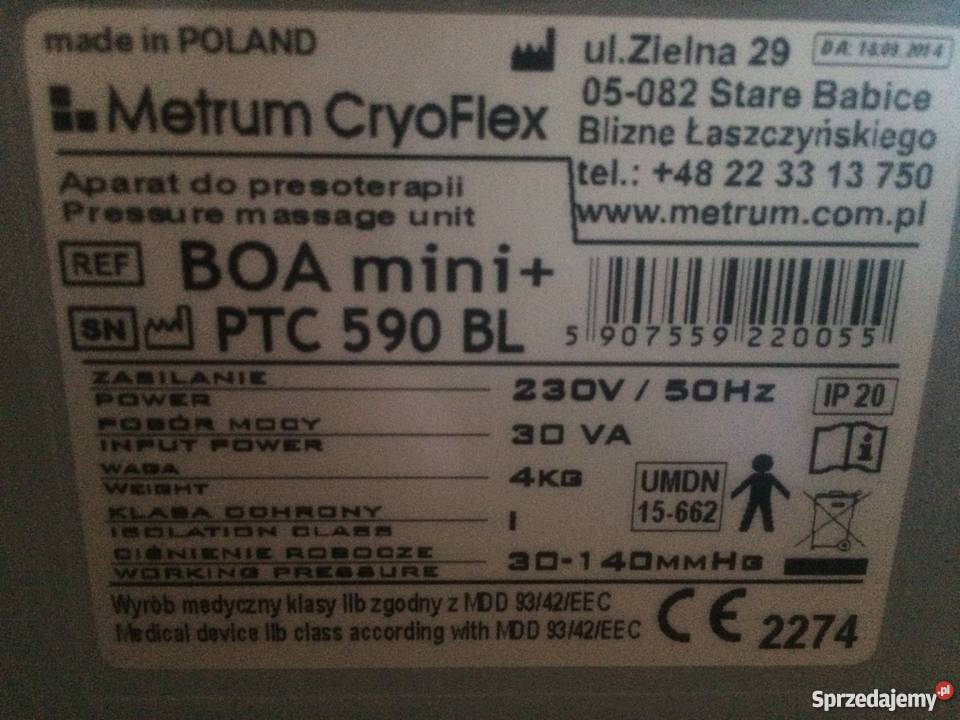 made in POLAND
Metrum CryoFlex
ul.Zielna 29
05-082 Stare Babice
Blizne Łaszczyńskiego
tel.: +48 22 33 13 750
www.metrum.com.pl
Aparat do presoterapii
Pressure massage unit
REF BOA mini+
SN PTC 590 BL
5 907559 220055
ZASILANIE
POWER
230V / 50Hz
IP 20
POBÓR MOCY
INPUT POWER
30 VA
WAGA
WEIGHT
4KG
UMDN
15-662
KLASA OCHRONY
ISOLATION CLASS
I
CIŚNIENIE ROBOCZE
WORKING PRESSURE
30-140MMHG
Wyrób medyczny klasy IIb zgodny z MDD 93/42/EEC
Medical device IIb class according with MDD 93/42/EEC
CE 2274
Sprzedajemy.pl